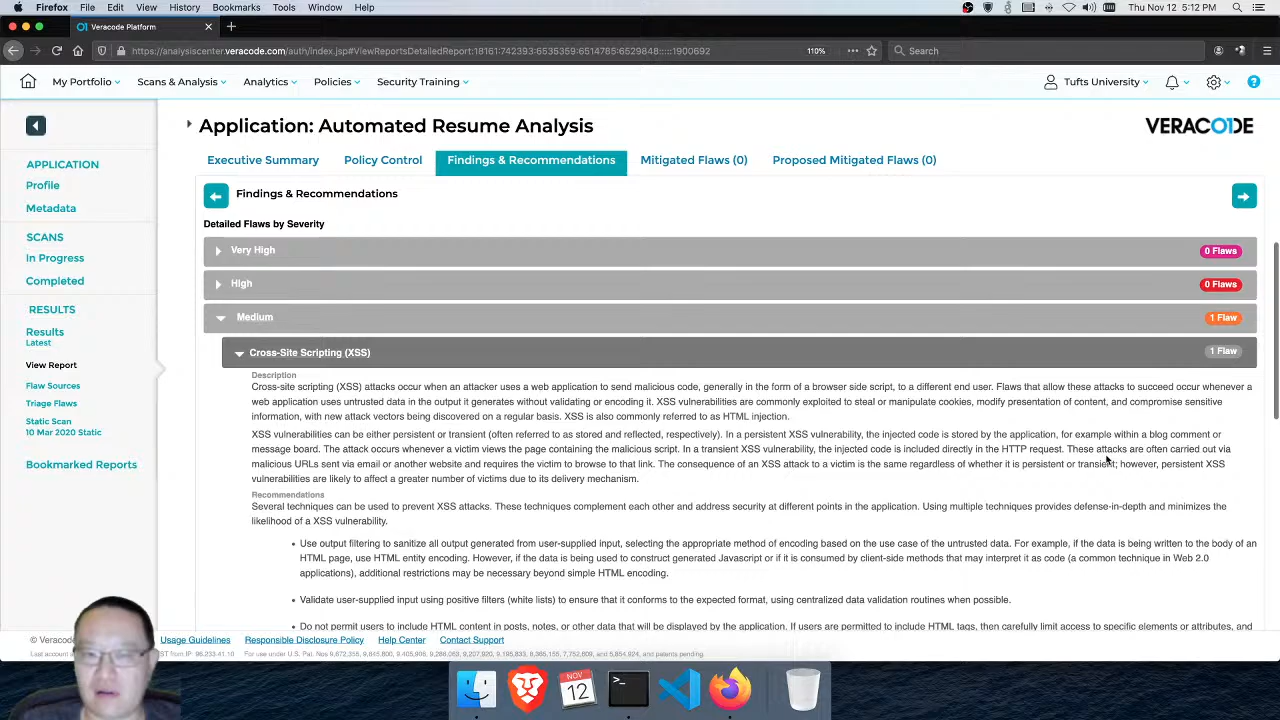 Firefox File Edit View History Bookmarks Tools Window Help Thu Nov 12 5:12 PM
Veracode Platform
https://analysiscenter.veracode.com/auth/index.jsp#ViewReportsDetailedReport:18161:742393:6535359:6514785:6529848:::::1900692 110% Search
My Portfolio Scans & Analysis Analytics Policies Security Training Tufts University
Application: Automated Resume Analysis VERACODE
APPLICATION
Profile
Metadata
SCANS
In Progress
Completed
RESULTS
Results
Latest
View Report
Flaw Sources
Triage Flaws
Static Scan
10 Mar 2020 Static
Bookmarked Reports
Executive Summary Policy Control Findings & Recommendations Mitigated Flaws (0) Proposed Mitigated Flaws (0)
Findings & Recommendations
Detailed Flaws by Severity
Very High 0 Flaws
High 0 Flaws
Medium 1 Flaw
Cross-Site Scripting (XSS) 1 Flaw
Description
Cross-site scripting (XSS) attacks occur when an attacker uses a web application to send malicious code, generally in the form of a browser side script, to a different end user. Flaws that allow these attacks to succeed occur whenever a
web application uses untrusted data in the output it generates without validating or encoding it. XSS vulnerabilities are commonly exploited to steal or manipulate cookies, modify presentation of content, and compromise sensitive
information, with new attack vectors being discovered on a regular basis. XSS is also commonly referred to as HTML injection.
XSS vulnerabilities can be either persistent or transient (often referred to as stored and reflected, respectively). In a persistent XSS vulnerability, the injected code is stored by the application, for example within a blog comment or
message board. The attack occurs whenever a victim views the page containing the malicious script. In a transient XSS vulnerability, the injected code is included directly in the HTTP request. These attacks are often carried out via
malicious URLs sent via email or another website and requires the victim to browse to that link. The consequence of an XSS attack to a victim is the same regardless of whether it is persistent or transient; however, persistent XSS
vulnerabilities are likely to affect a greater number of victims due to its delivery mechanism.
Recommendations
Several techniques can be used to prevent XSS attacks. These techniques complement each other and address security at different points in the application. Using multiple techniques provides defense-in-depth and minimizes the
likelihood of a XSS vulnerability.
• Use output filtering to sanitize all output generated from user-supplied input, selecting the appropriate method of encoding based on the use case of the untrusted data. For example, if the data is being written to the body of an
HTML page, use HTML entity encoding. However, if the data is being used to construct generated Javascript or if it is consumed by client-side methods that may interpret it as code (a common technique in Web 2.0
applications), additional restrictions may be necessary beyond simple HTML encoding.
• Validate user-supplied input using positive filters (white lists) to ensure that it conforms to the expected format, using centralized data validation routines when possible.
• Do not permit users to include HTML content in posts, notes, or other data that will be displayed by the application. If users are permitted to include HTML tags, then carefully limit access to specific elements or attributes, and
© Veracode Usage Guidelines Responsible Disclosure Policy Help Center Contact Support
Last account EST from IP: 96.233.41.10 For use under U.S. Pat. Nos
NOV
12